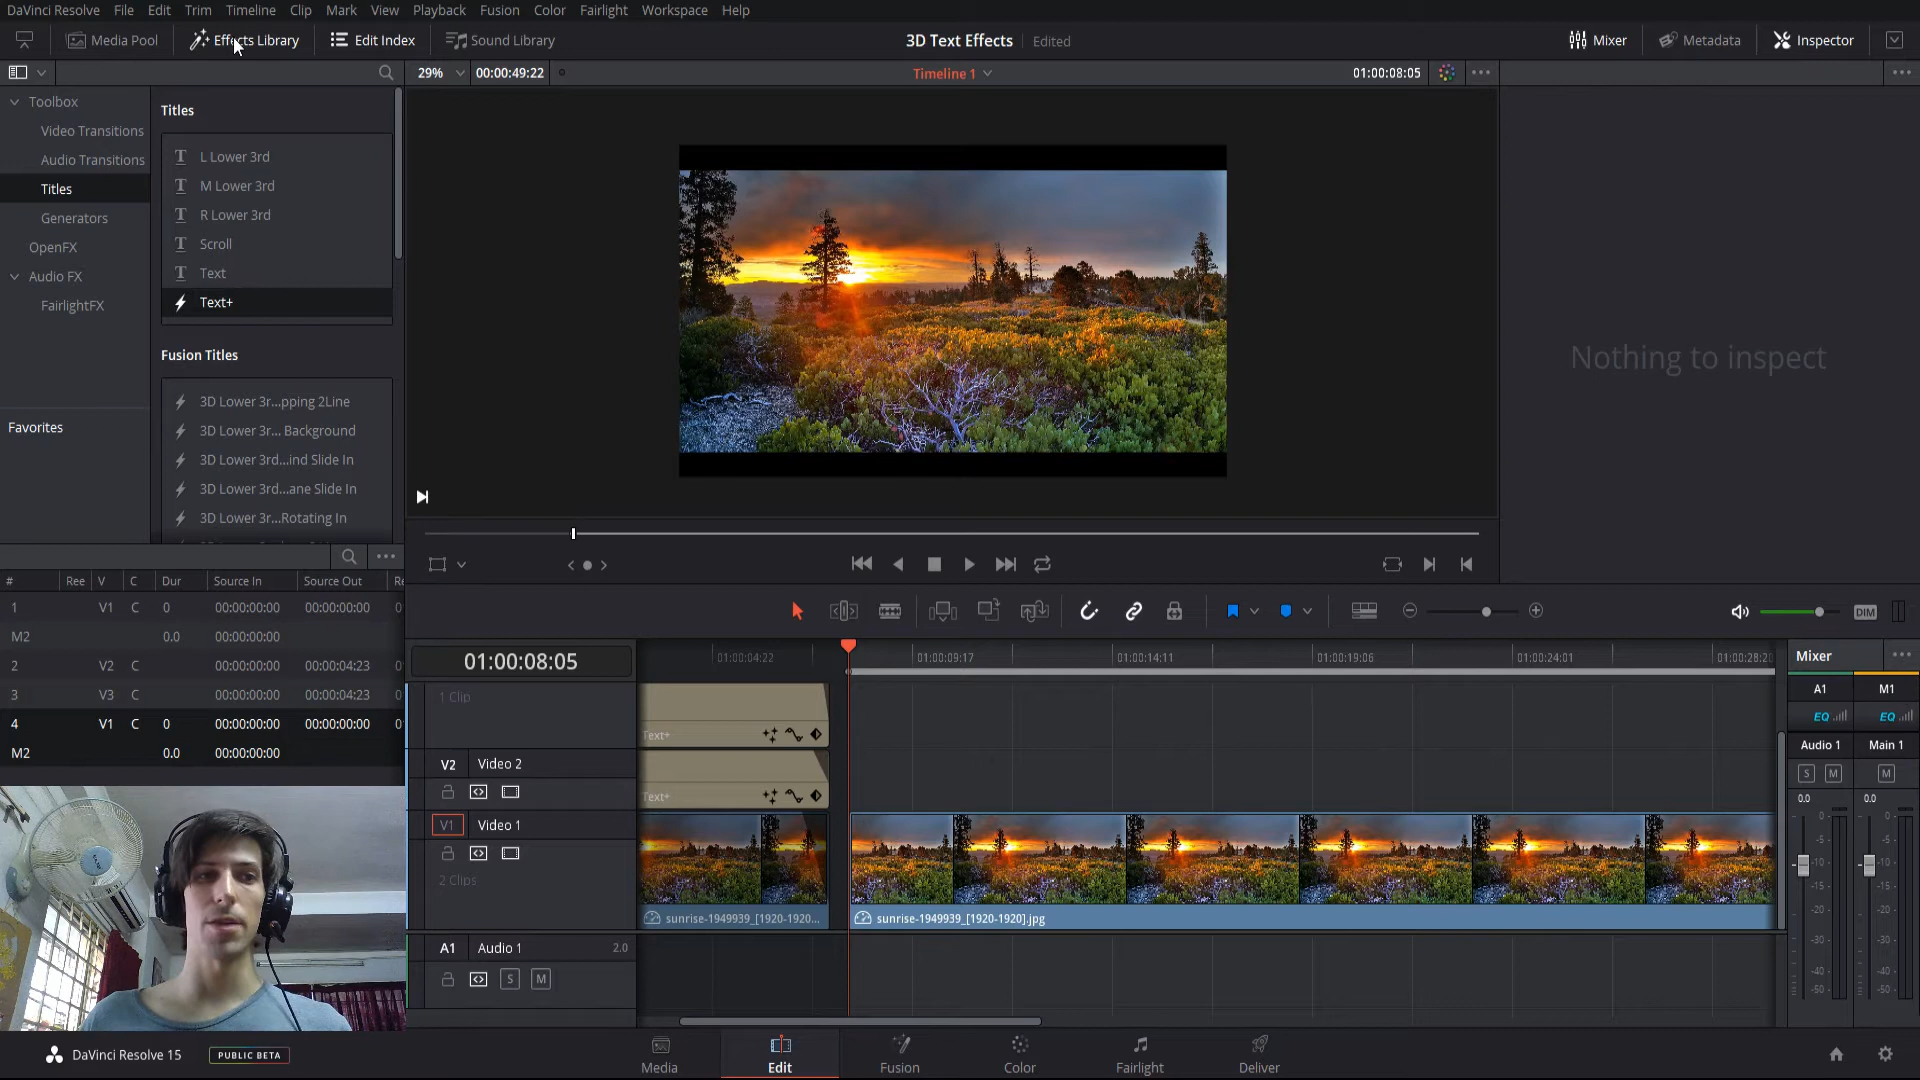 DaVinci Resolve File Edit Timeline Clip Mark View Playback Fusion Color Fairlight Workspace Help
Media Pool Effects Library Edit Index Sound Library 3D Text Effects Edited Mixer Metadata Inspector
29% 00:00:49:22 Timeline 1 01:00:08:05
Toolbox
Video Transitions
Audio Transitions
Titles
Generators
OpenFX
Audio FX
FairlightFX
Favorites
Titles
L Lower 3rd
M Lower 3rd
R Lower 3rd
Scroll
Text
Text+
Fusion Titles
3D Lower 3r...pping 2Line
3D Lower 3r... Background
3D Lower 3rd...ind Slide In
3D Lower 3rd...ane Slide In
3D Lower 3r...Rotating In
Nothing to inspect
# Ree V C Dur Source In Source Out
1 V1 C 0 00:00:00:00 00:00:00:00
M2 0.0 00:00:00:00
2 V2 C 00:00:00:00 00:00:04:23
3 V3 C 00:00:00:00 00:00:04:23
4 V1 C 0 00:00:00:00 00:00:00:00
M2 0.0 00:00:00:00
DIM
01:00:08:05 01:00:04:22 01:00:09:17 01:00:14:11 01:00:19:06 01:00:24:01 01:00:28:20
1 Clip
Text+
V2 Video 2
Text+
V1 Video 1
2 Clips
sunrise-1949939_[1920-1920... sunrise-1949939_[1920-1920].jpg
A1 Audio 1 2.0
S M
Mixer
A1 M1
EQ EQ
Audio 1 Main 1
S M M
0.0 0.0
0 0
-5 -5
-10 -10
-15 -15
-20 -20
-30 -30
-40 -40
-50 -50
DaVinci Resolve 15 PUBLIC BETA
Media Edit Fusion Color Fairlight Deliver